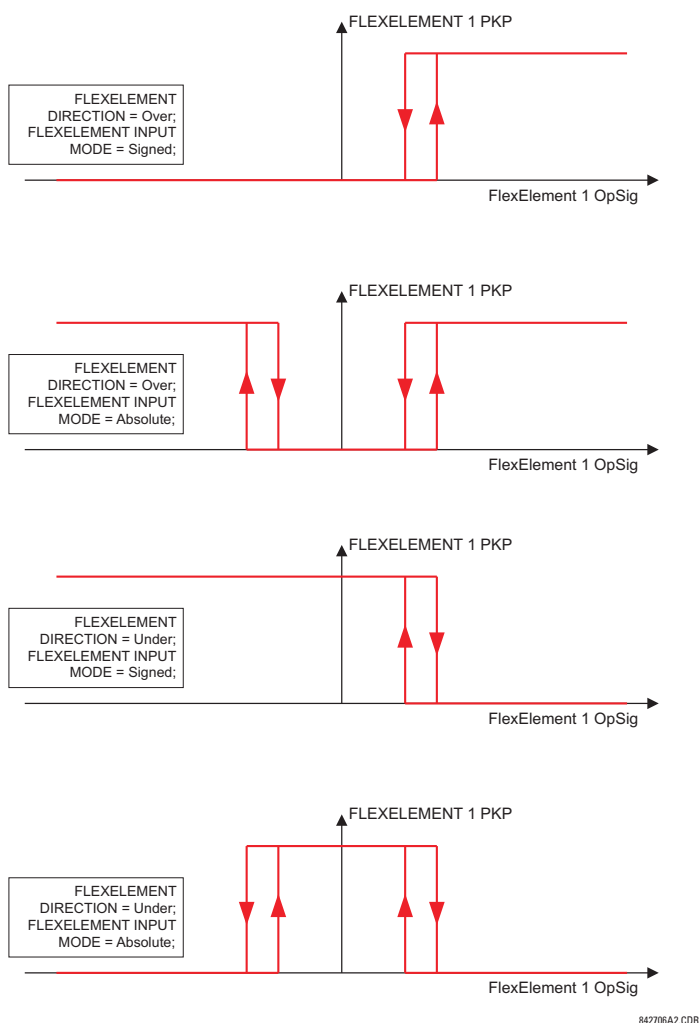 FLEXELEMENT 1 PKP
FLEXELEMENT
DIRECTION = Over;
FLEXELEMENT INPUT
MODE = Signed;
FlexElement 1 OpSig
FLEXELEMENT 1 PKP
FLEXELEMENT
DIRECTION = Over;
FLEXELEMENT INPUT
MODE = Absolute;
FlexElement 1 OpSig
FLEXELEMENT 1 PKP
FLEXELEMENT
DIRECTION = Under;
FLEXELEMENT INPUT
MODE = Signed;
FlexElement 1 OpSig
FLEXELEMENT 1 PKP
FLEXELEMENT
DIRECTION = Under;
FLEXELEMENT INPUT
MODE = Absolute;
FlexElement 1 OpSig
842706A2.CDR